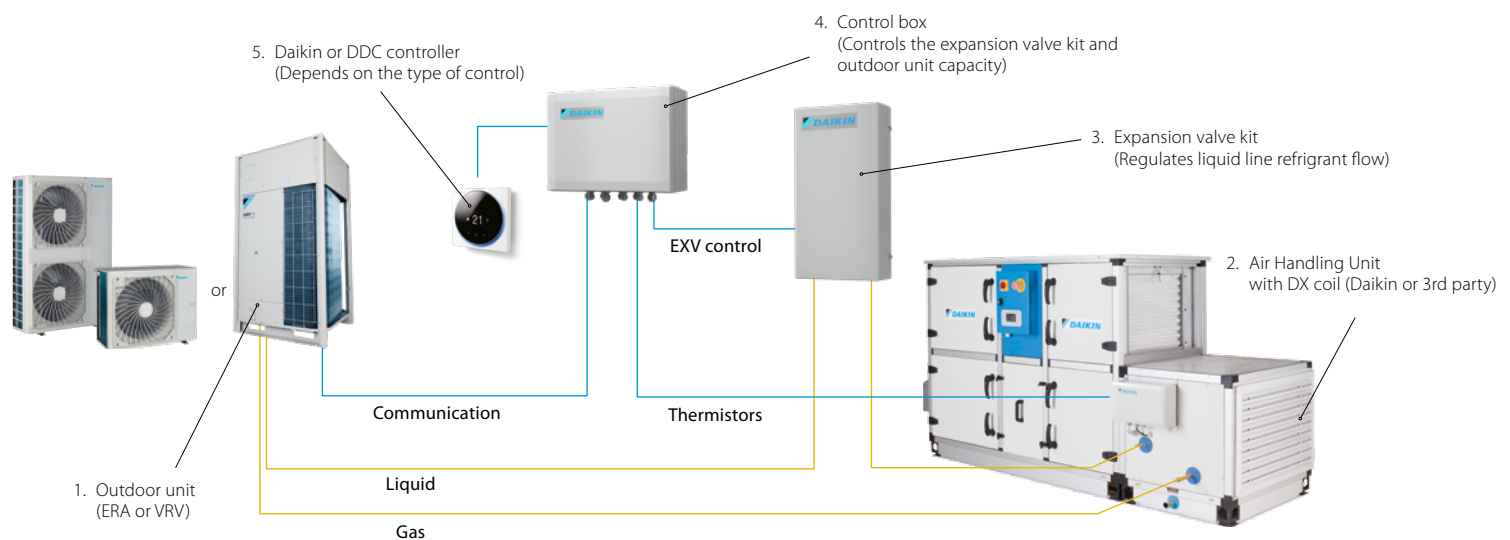 4. Control box
(Controls the expansion valve kit and
outdoor unit capacity)
5. Daikin or DDC controller
(Depends on the type of control)
DAIKIN
DAIKIN
3. Expansion valve kit
(Regulates liquid line refrigrant flow)
21
or
EXV control
2. Air Handling Unit
with DX coil (Daikin or 3rd party)
DAIKIN
DAIKIN
Communication
Thermistors
Liquid
1. Outdoor unit
(ERA or VRV)
Gas